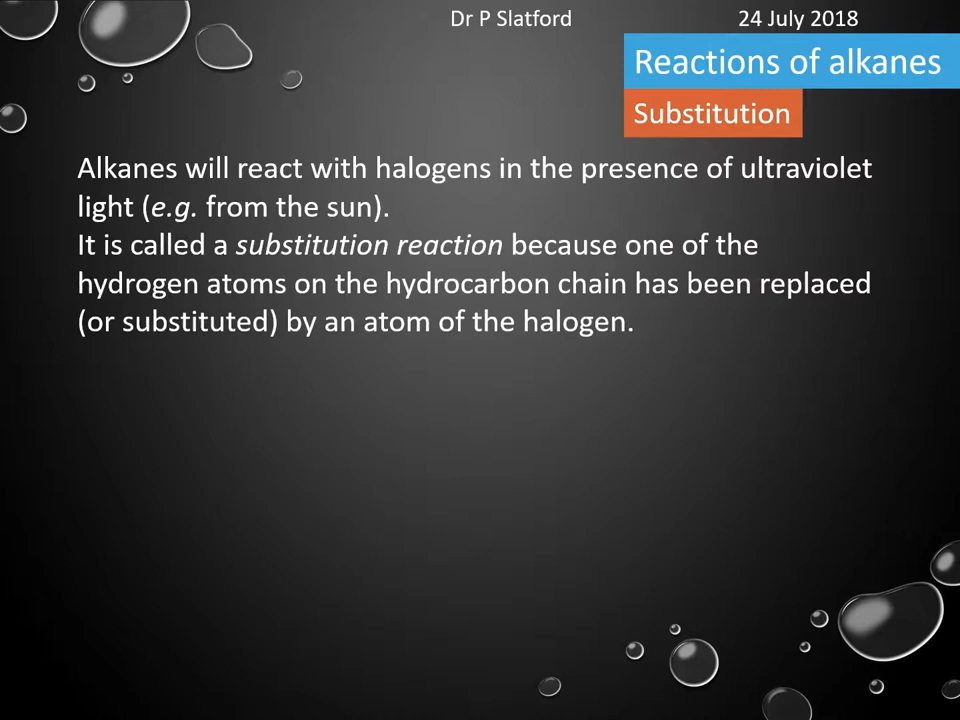 Dr P Slatford 24 July 2018
Reactions of alkanes
Substitution
Alkanes will react with halogens in the presence of ultraviolet
light (e.g. from the sun).
It is called a substitution reaction because one of the
hydrogen atoms on the hydrocarbon chain has been replaced
(or substituted) by an atom of the halogen.